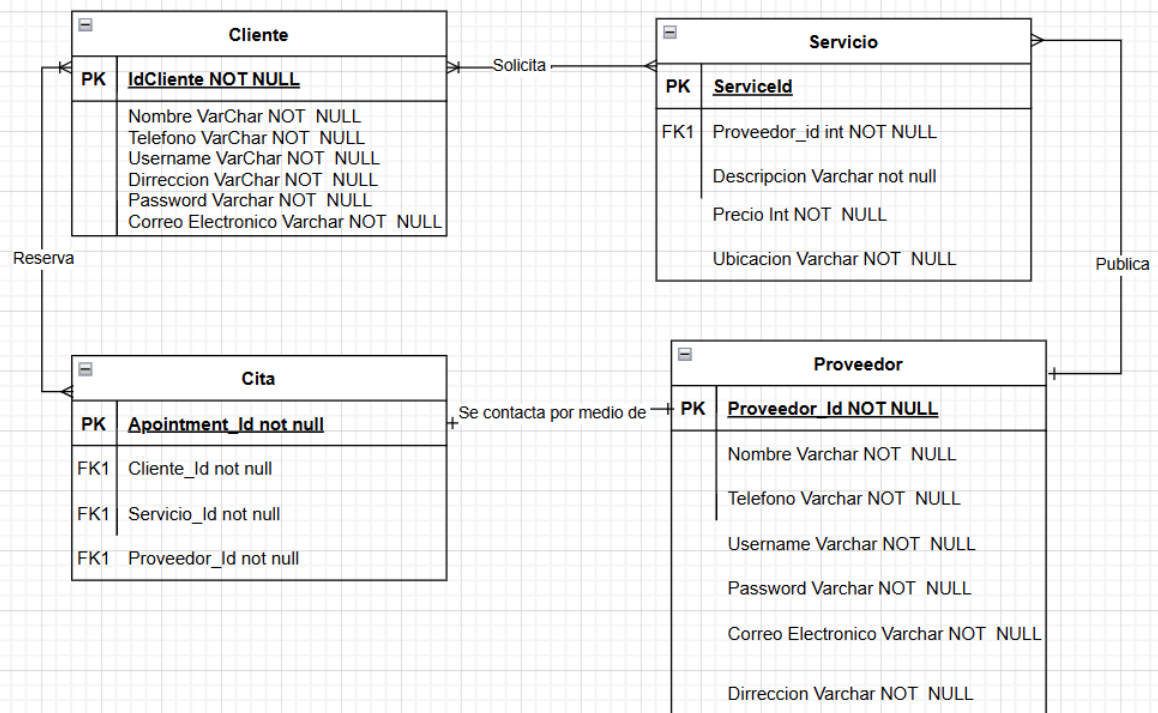 Cliente
PK IdCliente NOT NULL
Nombre VarChar NOT NULL
Telefono VarChar NOT NULL
Username VarChar NOT NULL
Dirreccion VarChar NOT NULL
Password Varchar NOT NULL
Correo Electronico Varchar NOT NULL
Solicita
Servicio
PK ServiceId
FK1 Proveedor_id int NOT NULL
Descripcion Varchar not null
Precio Int NOT NULL
Ubicacion Varchar NOT NULL
Reserva
Publica
Cita
PK Apointment_Id not null
FK1 Cliente_Id not null
FK1 Servicio_Id not null
FK1 Proveedor_Id not null
Se contacta por medio de
Proveedor
PK Proveedor_Id NOT NULL
Nombre Varchar NOT NULL
Telefono Varchar NOT NULL
Username Varchar NOT NULL
Password Varchar NOT NULL
Correo Electronico Varchar NOT NULL
Dirreccion Varchar NOT NULL